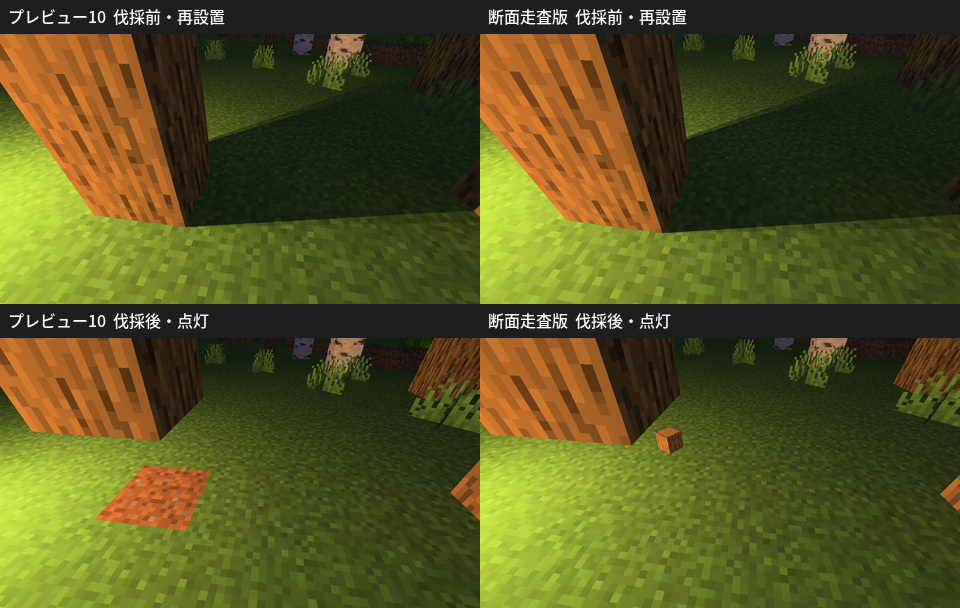 プレビュー10 伐採前・再設置
断面走査版 伐採前・再設置
プレビュー10 伐採後・点灯
断面走査版 伐採後・点灯